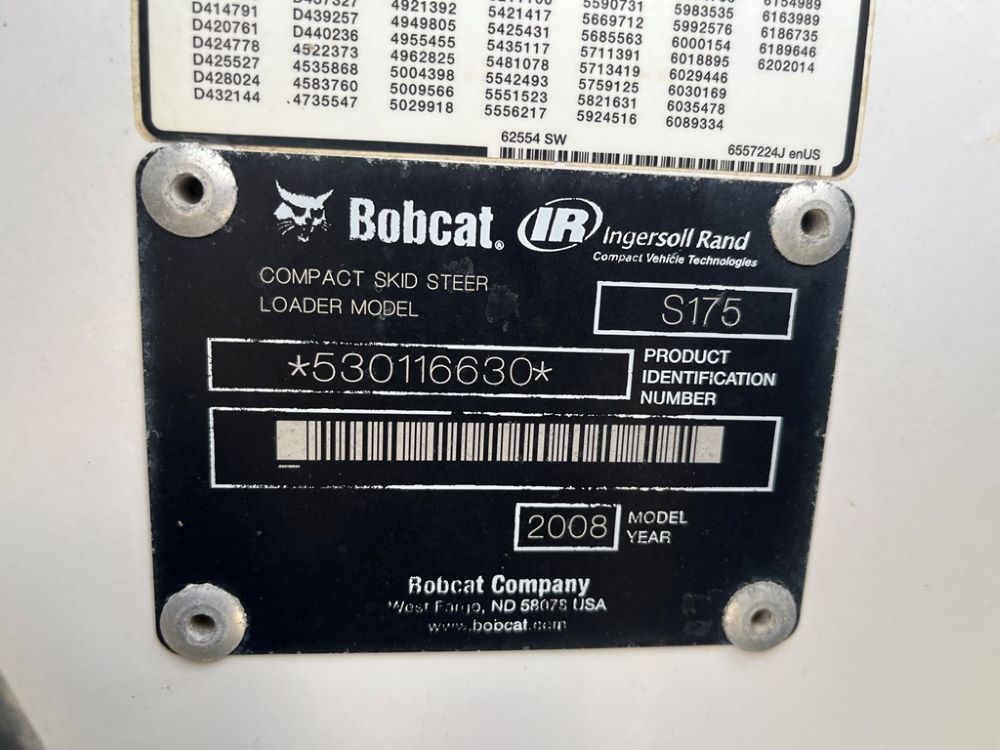 5590731 5983535 6154989
4921392 5421417 5669712 5992576 6163989
D414791 D439257 4949805 5425431 5685563 6000154 6186735
D420761 D440236 4955455 5435117 5711391 6018895 6189646
D424778 4522373 4962825 5481078 5713419 6029446 6202014
D425527 4535868 5004398 5542493 5759125 6030169
D428024 4583760 5009566 5551523 5821631 6035478
D432144 4735547 5029918 5556217 5924516 6089334
62554 SW
6557224J enUS
Bobcat®
IR Ingersoll Rand
Compact Vehicle Technologies
COMPACT SKID STEER
LOADER MODEL
S175
*530116630*
PRODUCT
IDENTIFICATION
NUMBER
2008
MODEL
YEAR
Bobcat Company
West Fargo, ND 58078 USA
www.bobcat.com